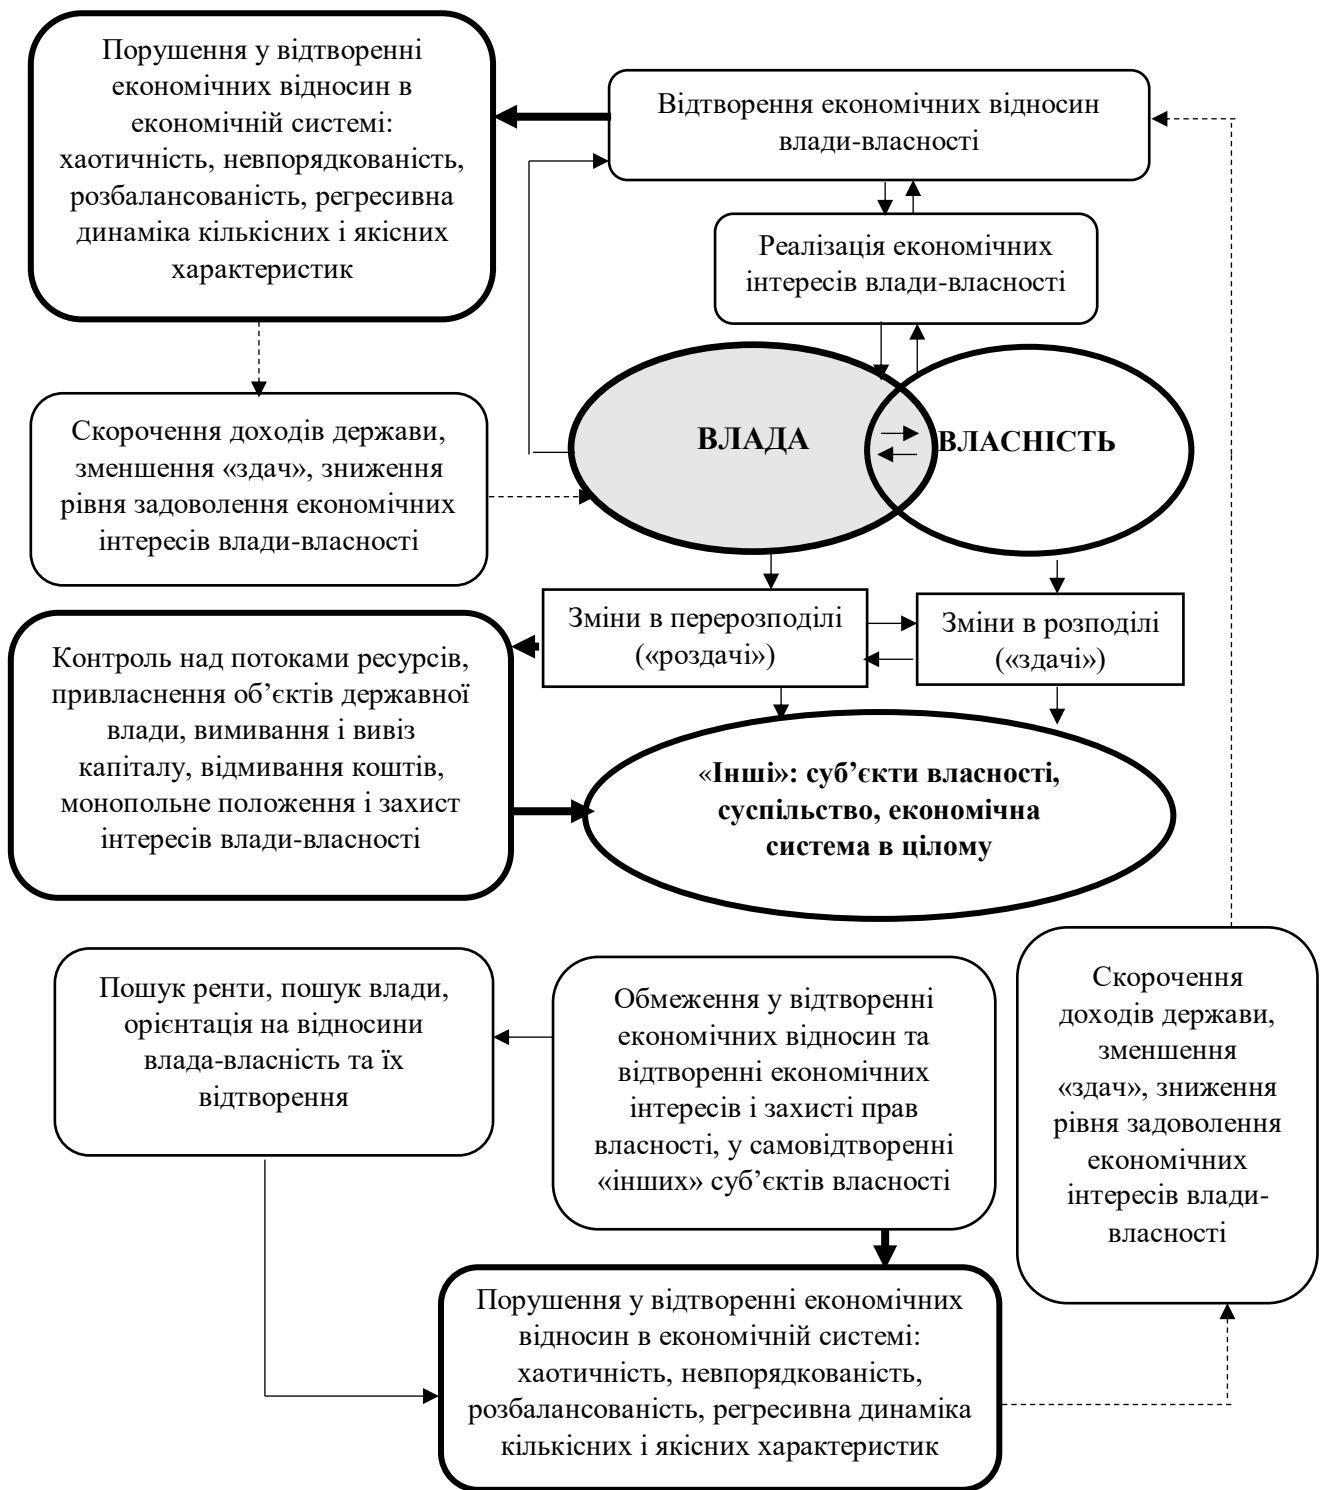 Порушення у відтворенні
економічних відносин в
економічній системі:
хаотичність, невпорядкованість,
розбалансованість, регресивна
динаміка кількісних і якісних
характеристик
Відтворення економічних відносин
влади-власності
Реалізація економічних
інтересів влади-власності
Скорочення доходів держави,
зменшення «здач», зниження
рівня задоволення економічних
інтересів влади-власності
ВЛАДА
ВЛАСНІСТЬ
Зміни в перерозподілі
(«роздачі»)
Зміни в розподілі
(«здачі»)
Контроль над потоками ресурсів,
привласнення об’єктів державної
влади, вимивання і вивіз
капіталу, відмивання коштів,
монопольне положення і захист
інтересів влади-власності
«Інші»: суб’єкти власності,
суспільство, економічна
система в цілому
Пошук ренти, пошук влади,
орієнтація на відносини
влада-власність та їх
відтворення
Обмеження у відтворенні
економічних відносин та
відтворенні економічних
інтересів і захисті прав
власності, у самовідтворенні
«інших» суб’єктів власності
Скорочення
доходів держави,
зменшення
«здач», зниження
рівня задоволення
економічних
інтересів влади-
власності
Порушення у відтворенні економічних
відносин в економічній системі:
хаотичність, невпорядкованість,
розбалансованість, регресивна динаміка
кількісних і якісних характеристик